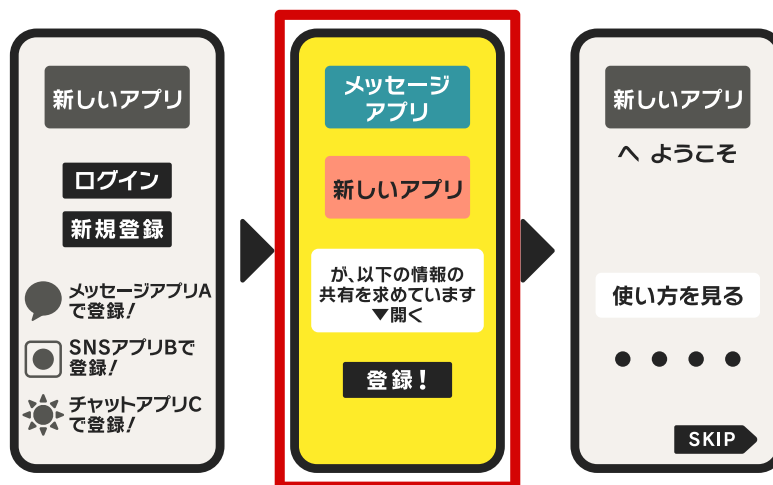 新しいアプリ
ログイン
新規登録
メッセージアプリA
で登録!
SNSアプリBで
登録!
チャットアプリC
で登録!
メッセージ
アプリ
新しいアプリ
が、以下の情報の
共有を求めています
▼開く
登録!
新しいアプリ
へ ようこそ
使い方を見る
SKIP